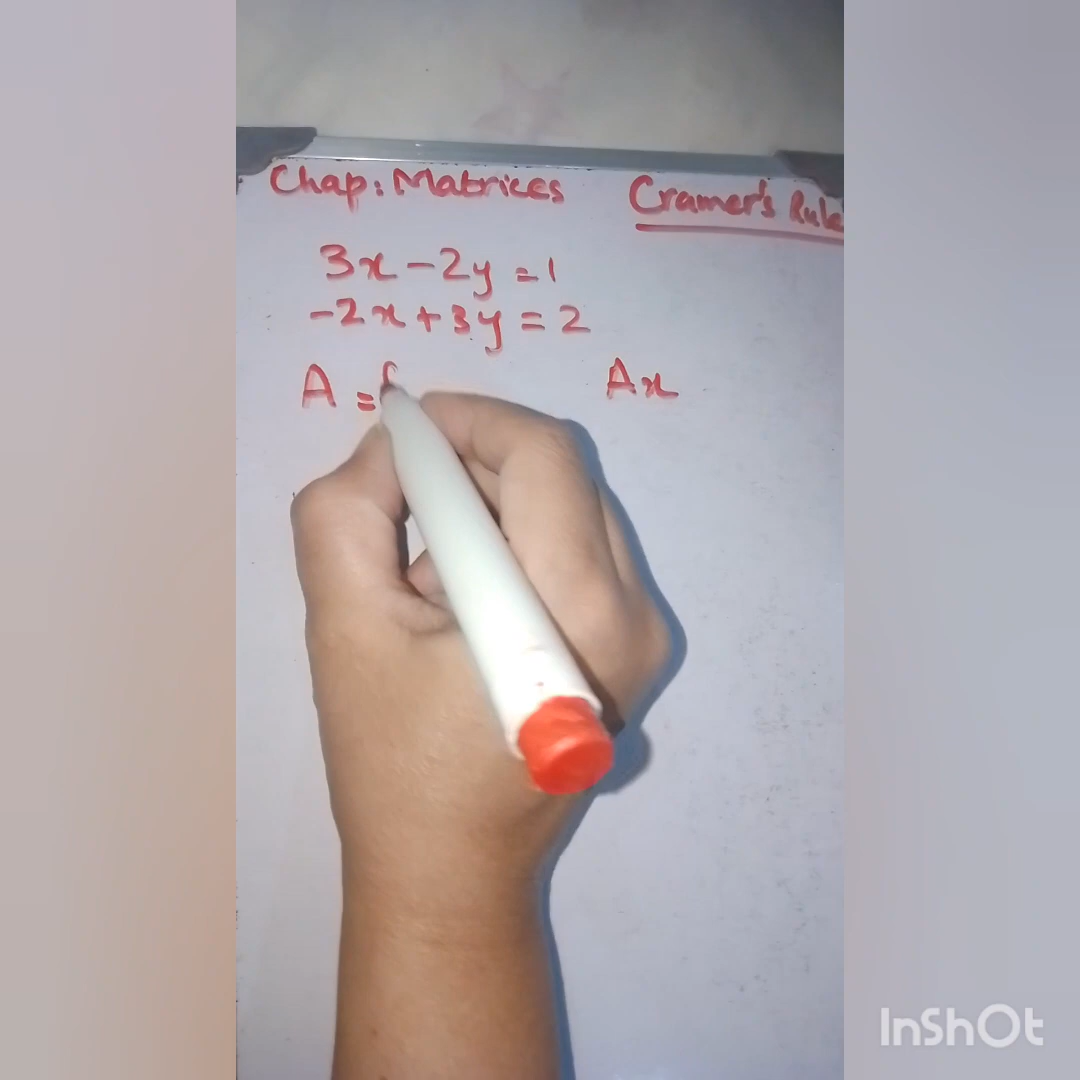 Chap: Matrices Cramer's Rule
3x - 2y = 1
-2x + 3y = 2
A = Ax
InShOt